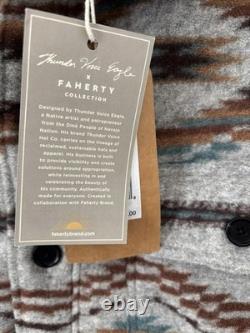 Thunder Voice Eagle
X
FAHERTY
COLLECTION
Designed by Thunder Voice Eagle,
a Native artist and entrepreneur
from the Diné People of Navajo
Nation. His brand Thunder Voice
Hat Co. carries on the lineage of
reclaimed, sustainable hats and
apparel. His business is built
to provide visibility and create
solutions around appropriation,
while reinvesting in and
celebrating the beauty of
his community. Authentically
made for everyone. Created in
collaboration with Faherty Brand.
fahertybrand.com
.00